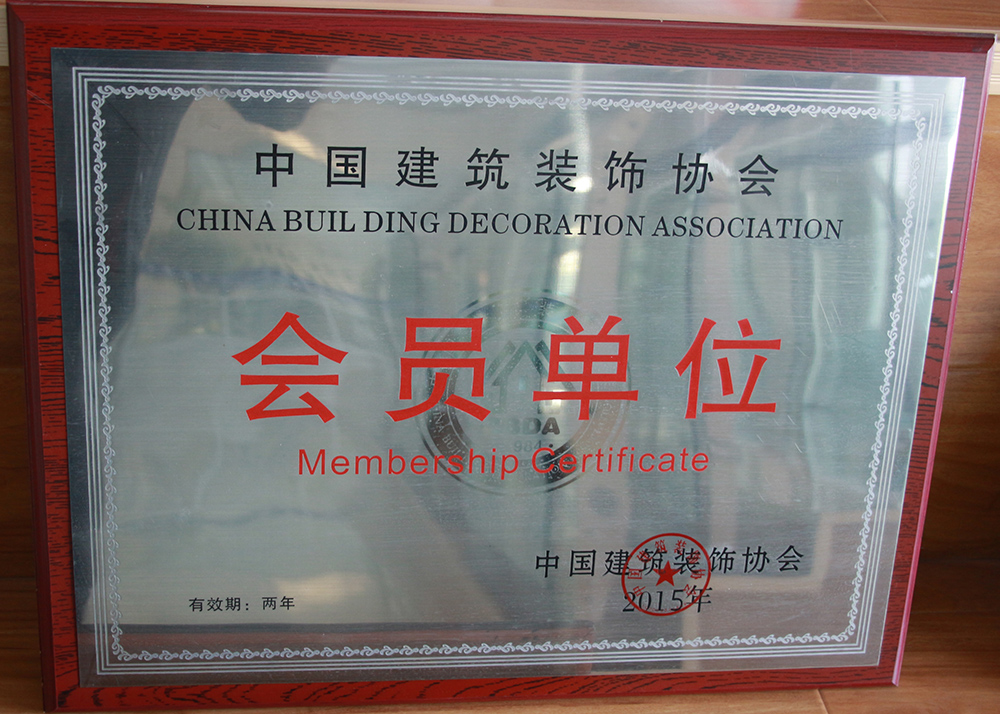 中国建筑装饰协会
CHINA BUIL DING DECORATION ASSOCIATION
会员单位
Membership Certificate
中国建筑装饰协会
2015年
有效期：两年